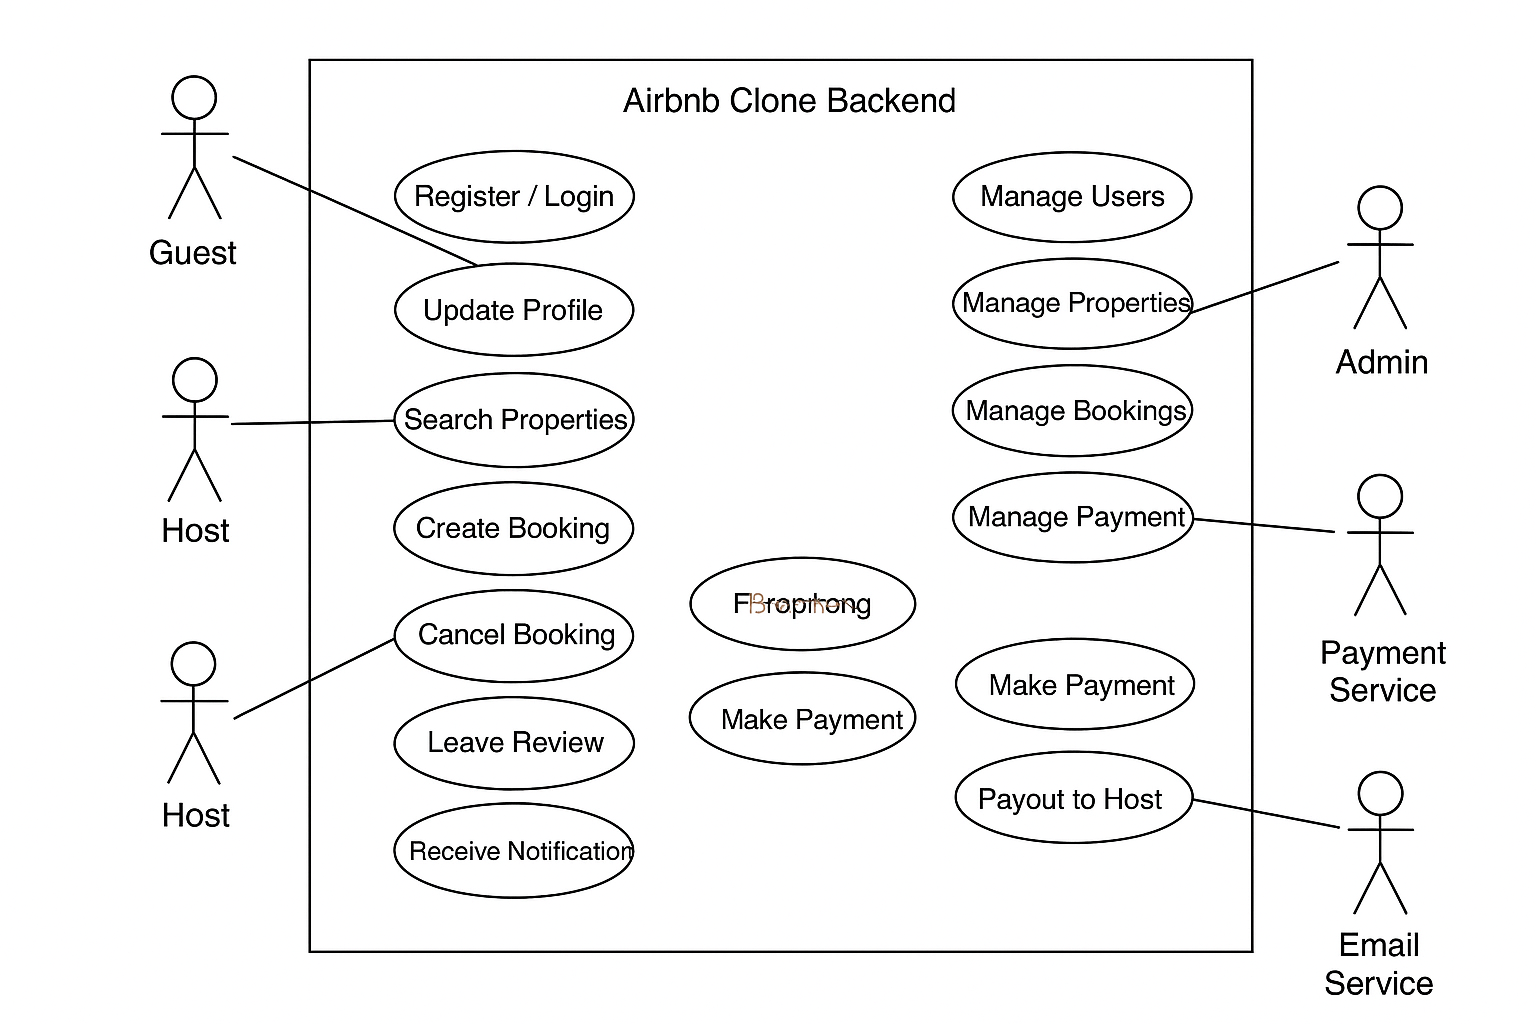 Airbnb Clone Backend
Guest
Host
Host
Register / Login
Update Profile
Search Properties
Create Booking
Cancel Booking
Leave Review
Receive Notification
Make Payment
Manage Users
Manage Properties
Manage Bookings
Manage Payment
Make Payment
Payout to Host
Admin
Payment
Service
Email
Service